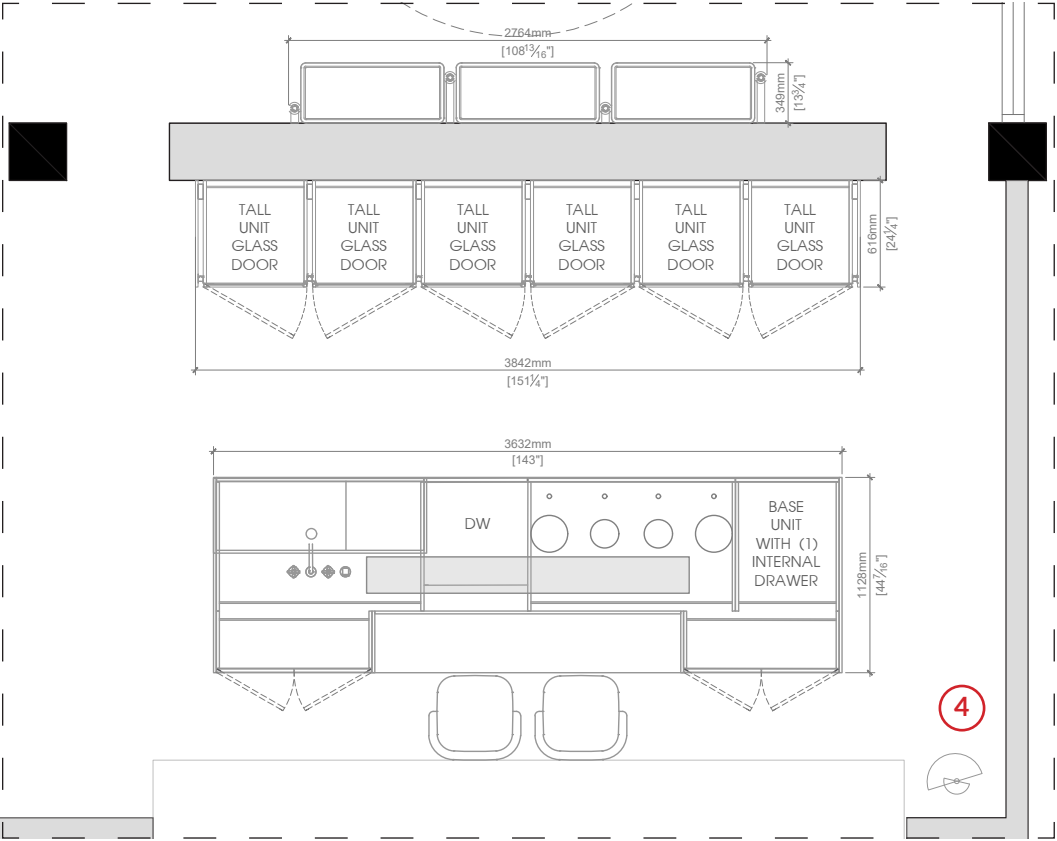 2764mm
[108 13/16"]
349mm
[13 3/4"]
TALL
UNIT
GLASS
DOOR
TALL
UNIT
GLASS
DOOR
TALL
UNIT
GLASS
DOOR
TALL
UNIT
GLASS
DOOR
TALL
UNIT
GLASS
DOOR
TALL
UNIT
GLASS
DOOR
616mm
[24 1/4"]
3842mm
[151 1/4"]
3632mm
[143"]
DW
BASE
UNIT
WITH (1)
INTERNAL
DRAWER
1128mm
[44 7/16"]
4